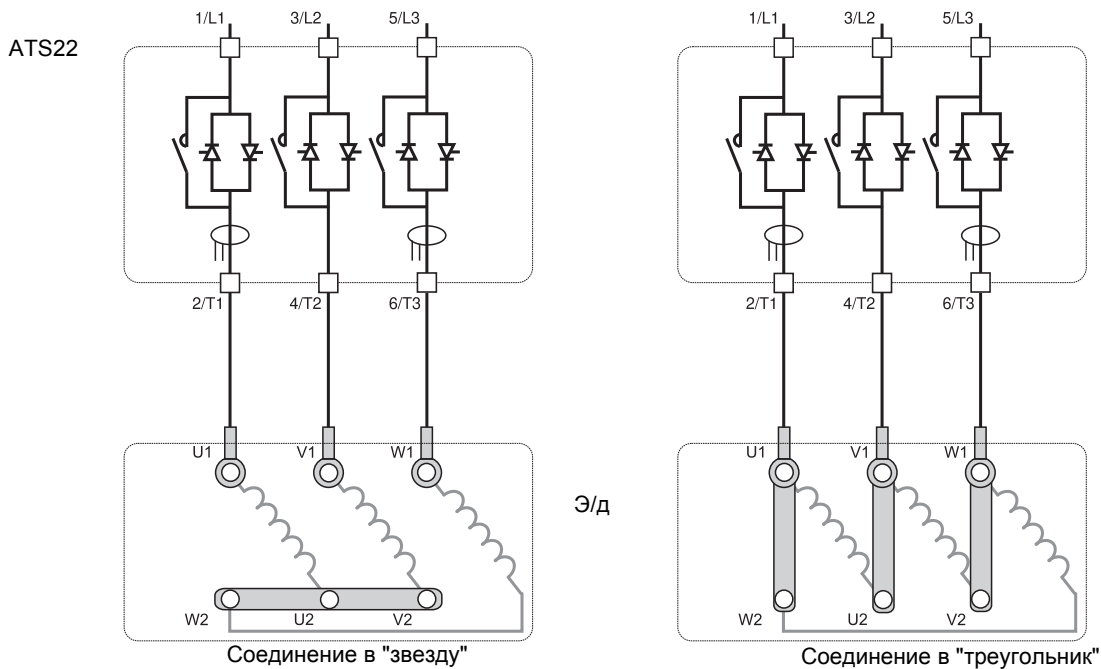 1/L1 3/L2 5/L3 1/L1 3/L2 5/L3
ATS22
2/T1 4/T2 6/T3 2/T1 4/T2 6/T3
U1 V1 W1 U1 V1 W1
Э/д
W2 U2 V2 W2 U2 V2
Соединение в "звезду" Соединение в "треугольник"